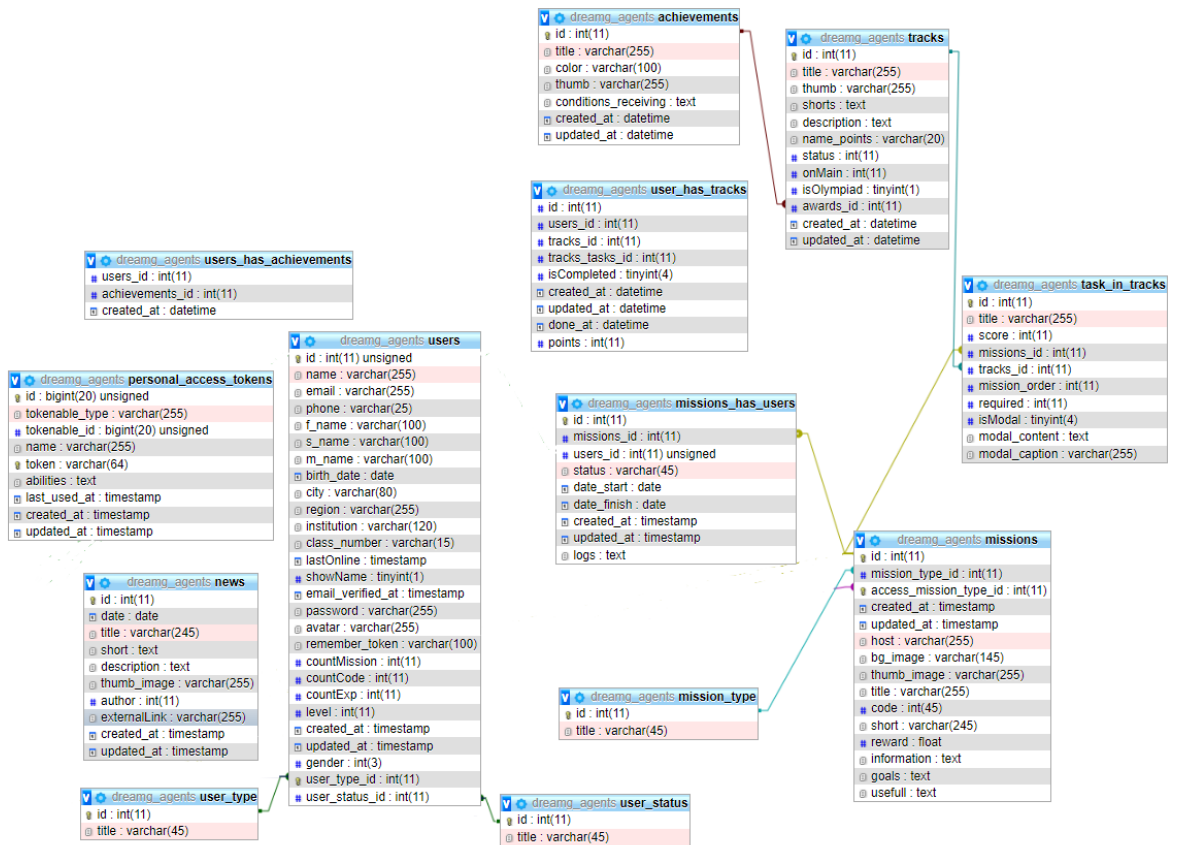 dreamg_agents achievements
id : int(11)
title : varchar(255)
color : varchar(100)
thumb : varchar(255)
conditions_receiving : text
created_at : datetime
updated_at : datetime
dreamg_agents tracks
id : int(11)
title : varchar(255)
thumb : varchar(255)
shorts : text
description : text
name_points : varchar(20)
status : int(11)
onMain : int(11)
isOlympiad : tinyint(1)
awards_id : int(11)
created_at : datetime
updated_at : datetime
dreamg_agents user_has_tracks
id : int(11)
users_id : int(11)
tracks_id : int(11)
tracks_tasks_id : int(11)
isCompleted : tinyint(4)
created_at : datetime
updated_at : datetime
done_at : datetime
points : int(11)
dreamg_agents users_has_achievements
users_id : int(11)
achievements_id : int(11)
created_at : datetime
dreamg_agents task_in_tracks
id : int(11)
title : varchar(255)
score : int(11)
missions_id : int(11)
tracks_id : int(11)
mission_order : int(11)
required : int(11)
isModal : tinyint(4)
modal_content : text
modal_caption : varchar(255)
dreamg_agents users
id : int(11) unsigned
name : varchar(255)
email : varchar(255)
phone : varchar(25)
f_name : varchar(100)
s_name : varchar(100)
m_name : varchar(100)
birth_date : date
city : varchar(80)
region : varchar(255)
institution : varchar(120)
class_number : varchar(15)
lastOnline : timestamp
showName : tinyint(1)
email_verified_at : timestamp
password : varchar(255)
avatar : varchar(255)
remember_token : varchar(100)
countMission : int(11)
countCode : int(11)
countExp : int(11)
level : int(11)
created_at : timestamp
updated_at : timestamp
gender : int(3)
user_type_id : int(11)
user_status_id : int(11)
dreamg_agents personal_access_tokens
id : bigint(20) unsigned
tokenable_type : varchar(255)
tokenable_id : bigint(20) unsigned
name : varchar(255)
token : varchar(64)
abilities : text
last_used_at : timestamp
created_at : timestamp
updated_at : timestamp
dreamg_agents missions_has_users
id : int(11)
missions_id : int(11)
users_id : int(11) unsigned
status : varchar(45)
date_start : date
date_finish : date
created_at : timestamp
updated_at : timestamp
logs : text
dreamg_agents missions
id : int(11)
mission_type_id : int(11)
access_mission_type_id : int(11)
created_at : timestamp
updated_at : timestamp
host : varchar(255)
bg_image : varchar(145)
thumb_image : varchar(255)
title : varchar(255)
code : int(45)
short : varchar(245)
reward : float
information : text
goals : text
usefull : text
dreamg_agents news
id : int(11)
date : date
title : varchar(245)
short : text
description : text
thumb_image : varchar(255)
author : int(11)
externalLink : varchar(255)
created_at : timestamp
updated_at : timestamp
dreamg_agents mission_type
id : int(11)
title : varchar(45)
dreamg_agents user_type
id : int(11)
title : varchar(45)
dreamg_agents user_status
id : int(11)
title : varchar(45)